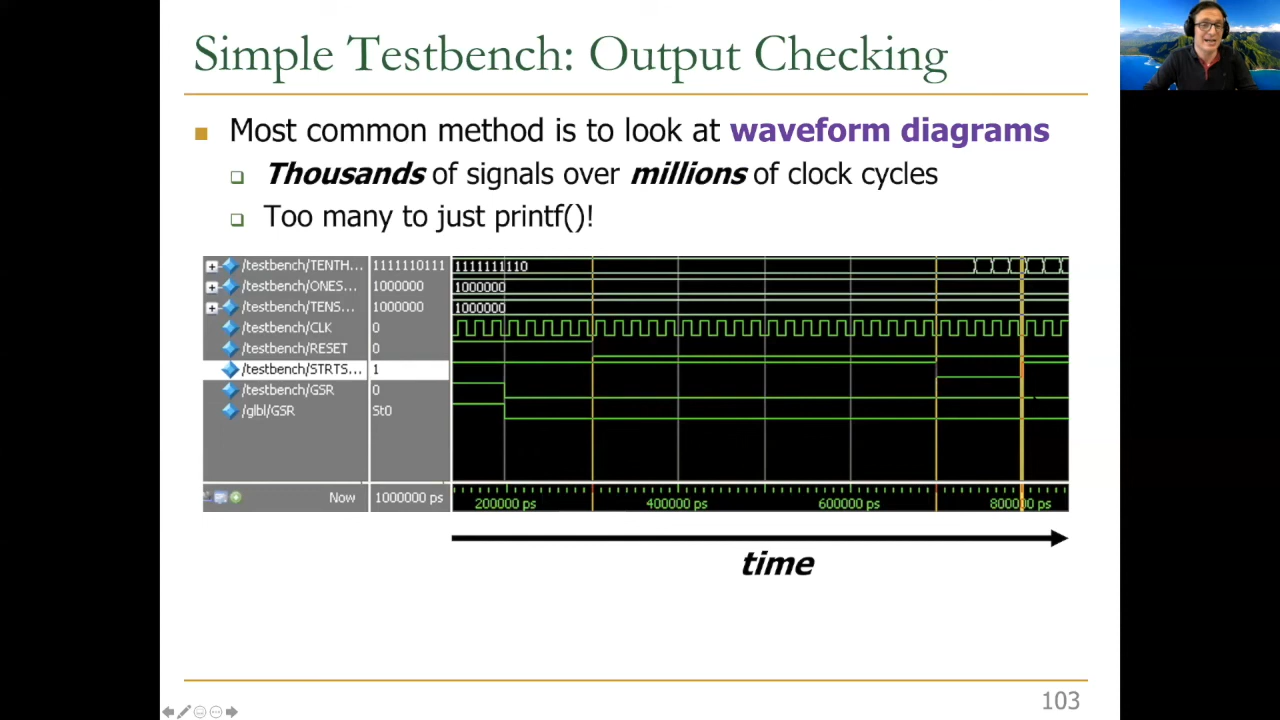 Simple Testbench: Output Checking
Most common method is to look at waveform diagrams
Thousands of signals over millions of clock cycles
Too many to just printf()!
/testbench/TENTH... 1111110111 1111111110
/testbench/ONES... 1000000 1000000
/testbench/TENS... 1000000 1000000
/testbench/CLK 0
/testbench/RESET 0
/testbench/STRTS... 1
/testbench/GSR 0
/glbl/GSR St0
Now 1000000 ps 200000 ps 400000 ps 600000 ps 800000 ps
time
103